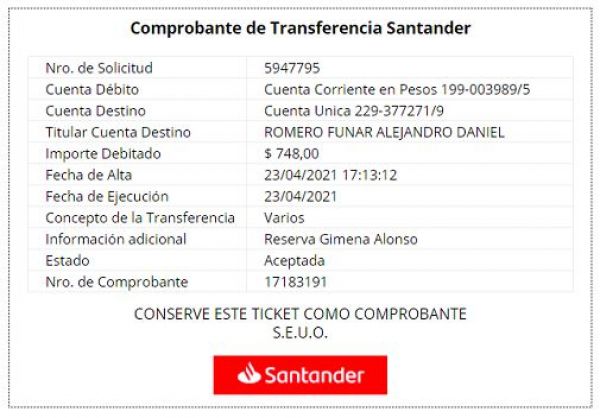 Comprobante de Transferencia Santander
Nro. de Solicitud 5947795
Cuenta Débito Cuenta Corriente en Pesos 199-003989/5
Cuenta Destino Cuenta Unica 229-377271/9
Titular Cuenta Destino ROMERO FUNAR ALEJANDRO DANIEL
Importe Debitado $ 748,00
Fecha de Alta 23/04/2021 17:13:12
Fecha de Ejecución 23/04/2021
Concepto de la Transferencia Varios
Información adicional Reserva Gimena Alonso
Estado Aceptada
Nro. de Comprobante 17183191
CONSERVE ESTE TICKET COMO COMPROBANTE
S.E.U.O.
Santander